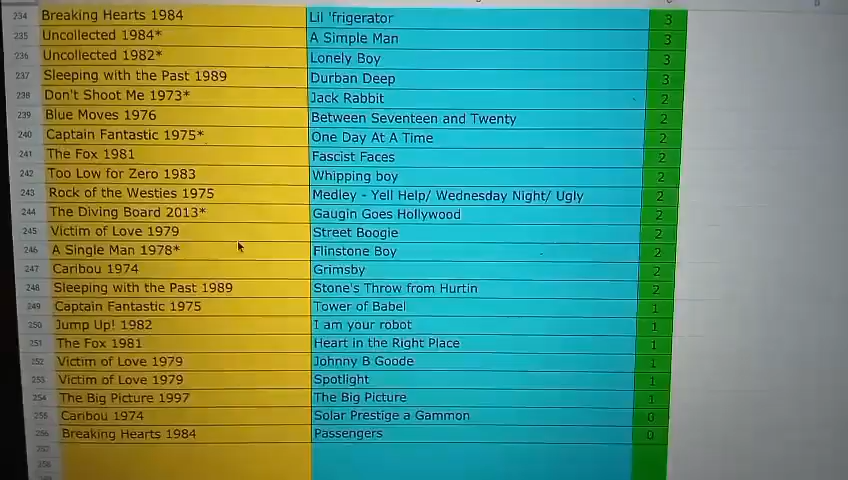 234 Breaking Hearts 1984 Lil 'frigerator 3
235 Uncollected 1984* A Simple Man 3
236 Uncollected 1982* Lonely Boy 3
237 Sleeping with the Past 1989 Durban Deep 3
238 Don't Shoot Me 1973* Jack Rabbit 2
239 Blue Moves 1976 Between Seventeen and Twenty 2
240 Captain Fantastic 1975* One Day At A Time 2
241 The Fox 1981 Fascist Faces 2
242 Too Low for Zero 1983 Whipping boy 2
243 Rock of the Westies 1975 Medley - Yell Help/ Wednesday Night/ Ugly 2
244 The Diving Board 2013* Gaugin Goes Hollywood 2
245 Victim of Love 1979 Street Boogie 2
246 A Single Man 1978* Flinstone Boy 2
247 Caribou 1974 Grimsby 2
248 Sleeping with the Past 1989 Stone's Throw from Hurtin 2
249 Captain Fantastic 1975 Tower of Babel 1
250 Jump Up! 1982 I am your robot 1
251 The Fox 1981 Heart in the Right Place 1
252 Victim of Love 1979 Johnny B Goode 1
253 Victim of Love 1979 Spotlight 1
254 The Big Picture 1997 The Big Picture 1
255 Caribou 1974 Solar Prestige a Gammon 0
256 Breaking Hearts 1984 Passengers 0
257
258